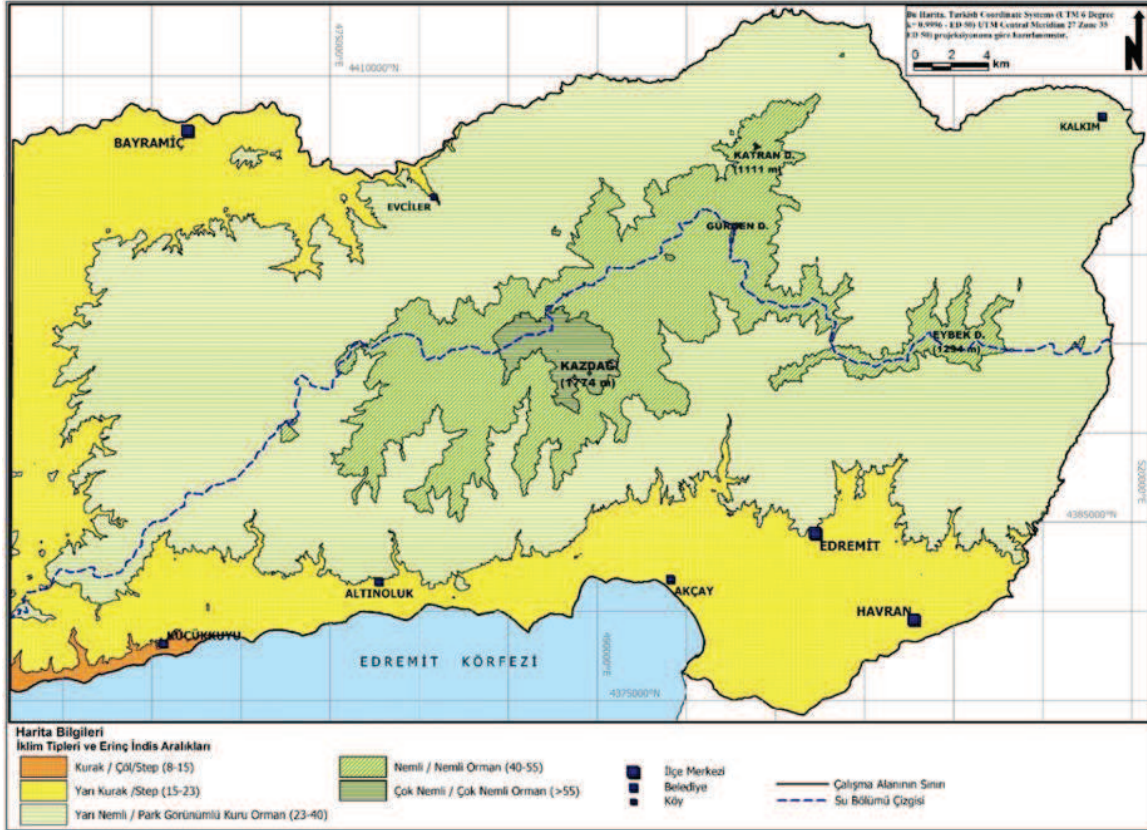 Bu Harita, Turkish Coordinate Systems (UTM 6 Degree
k= 0.9996 - ED 50) UTM Central Meridian 27 Zone 35
ED 50) projeksiyonuna göre hazırlanmıştır.
0 2 4
km
N
475000°E
4410000°N
BAYRAMİÇ
KALKIM
KATRAN D.
(1111 m)
EVCİLER
GÜRGEN D.
EYBEK D.
(1294 m)
KAZDAĞI
(1774 m)
520000°E
4385000°N
EDREMİT
ALTINOLUK
AKÇAY
HAVRAN
KÜÇÜKKUYU
EDREMİT KÖRFEZİ
490000°E
4375000°N
Harita Bilgileri
İklim Tipleri ve Erinç İndis Aralıkları
Kurak / Çöl/Step (8-15)
Yarı Kurak /Step (15-23)
Yarı Nemli / Park Görünümlü Kuru Orman (23-40)
Nemli / Nemli Orman (40-55)
Çok Nemli / Çok Nemli Orman (>55)
İlçe Merkezi
Belediye
Köy
Çalışma Alanının Sınırı
Su Bölümü Çizgisi